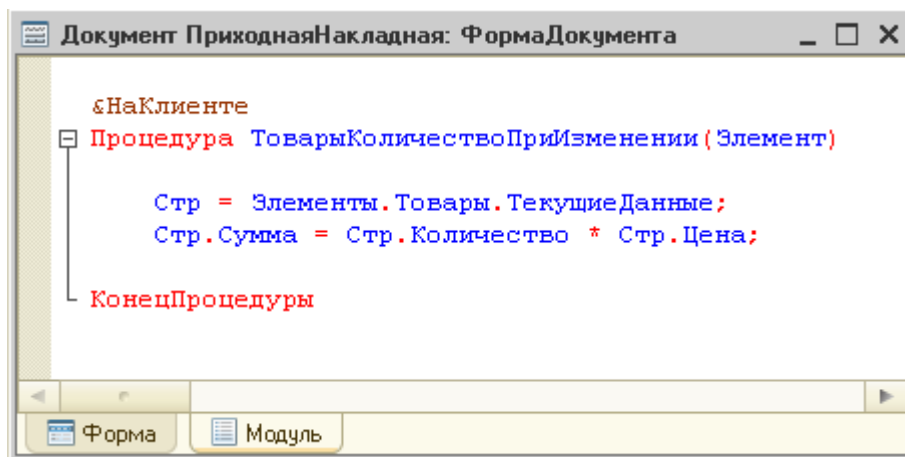 Документ ПриходнаяНакладная: ФормаДокумента
&НаКлиенте
Процедура ТоварыКоличествоПриИзменении(Элемент)
Стр = Элементы.Товары.ТекущиеДанные;
Стр.Сумма = Стр.Количество * Стр.Цена;
КонецПроцедуры
Форма Модуль